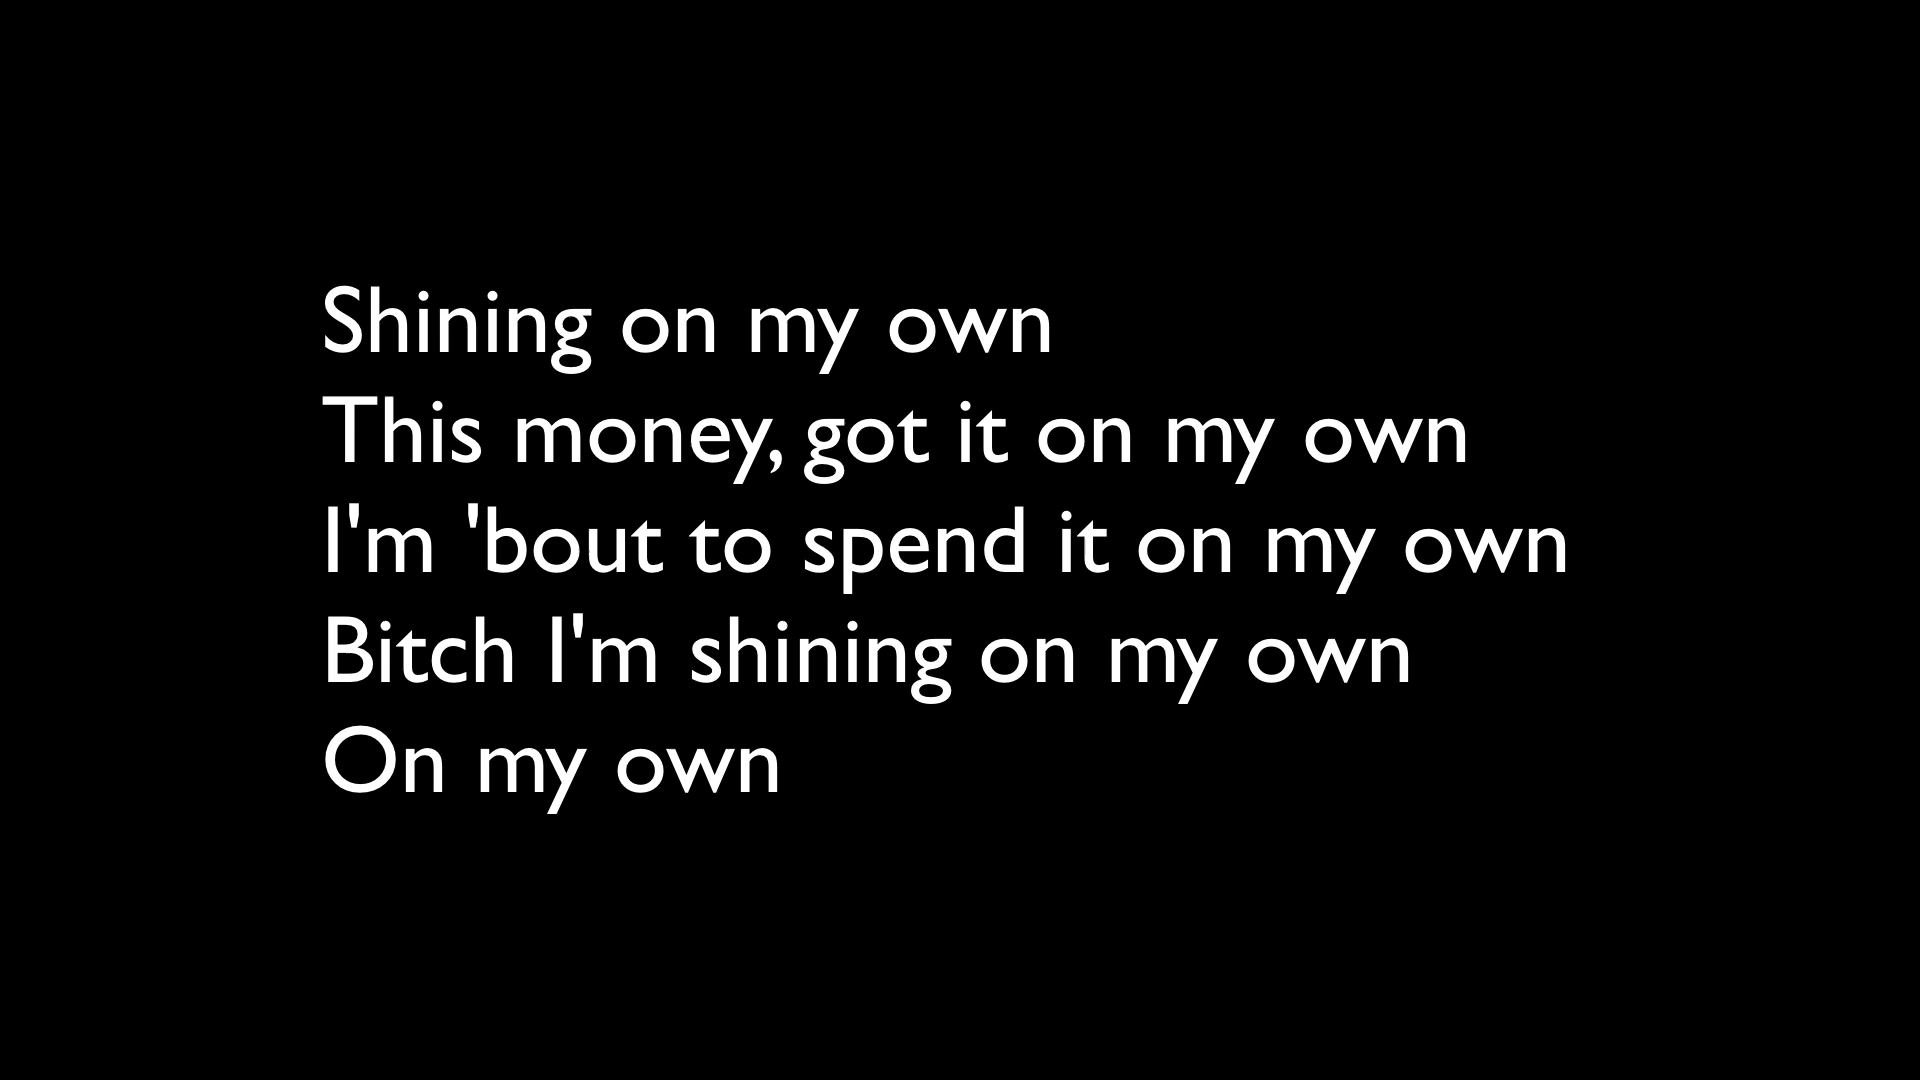 Shining on my own
This money, got it on my own
I'm 'bout to spend it on my own
Bitch I'm shining on my own
On my own